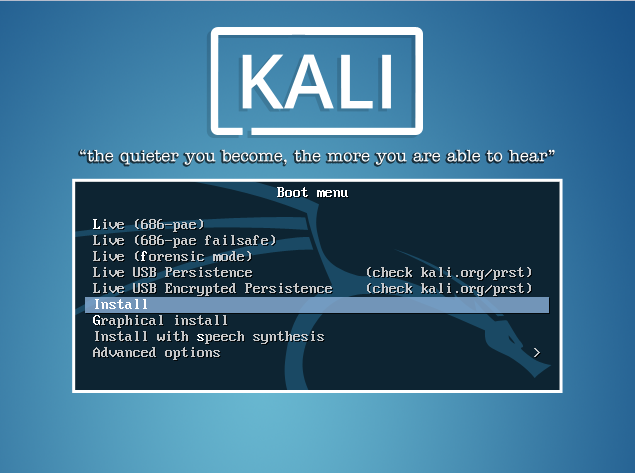 KALI
“the quieter you become, the more you are able to hear”
Boot menu
Live (686-pae)
Live (686-pae failsafe)
Live (forensic mode)
Live USB Persistence (check kali.org/prst)
Live USB Encrypted Persistence (check kali.org/prst)
Install
Graphical install
Install with speech synthesis
Advanced options >